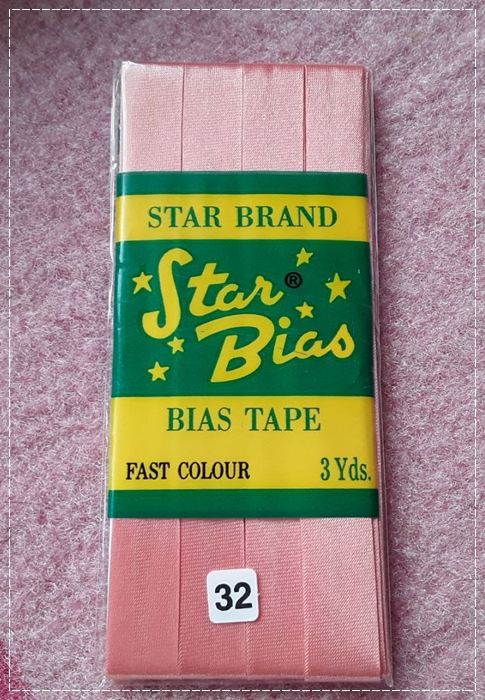 STAR BRAND
Star ®
Bias
BIAS TAPE
FAST COLOUR 3 Yds.
32